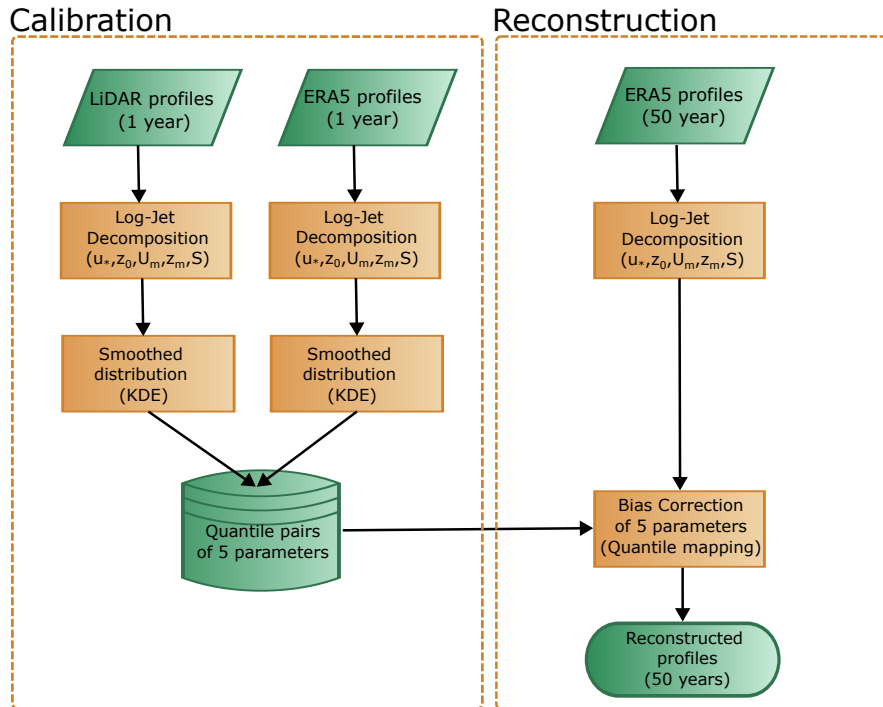 Calibration
LiDAR profiles
(1 year)
ERA5 profiles
(1 year)
Log-Jet
Decomposition
(u*,z₀,Uₘ,zₘ,S)
Log-Jet
Decomposition
(u*,z₀,Uₘ,zₘ,S)
Smoothed
distribution
(KDE)
Smoothed
distribution
(KDE)
Quantile pairs
of 5 parameters
Reconstruction
ERA5 profiles
(50 year)
Log-Jet
Decomposition
(u*,z₀,Uₘ,zₘ,S)
Bias Correction
of 5 parameters
(Quantile mapping)
Reconstructed
profiles
(50 years)